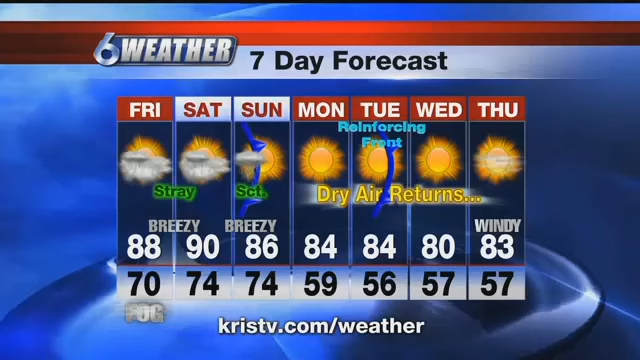 6 WEATHER
7 Day Forecast
FRI SAT SUN MON TUE WED THU
Reinforcing
Front
Stray Sct. Dry Air Returns...
BREEZY BREEZY WINDY
88 90 86 84 84 80 83
70 74 74 59 56 57 57
FOG
kristv.com/weather